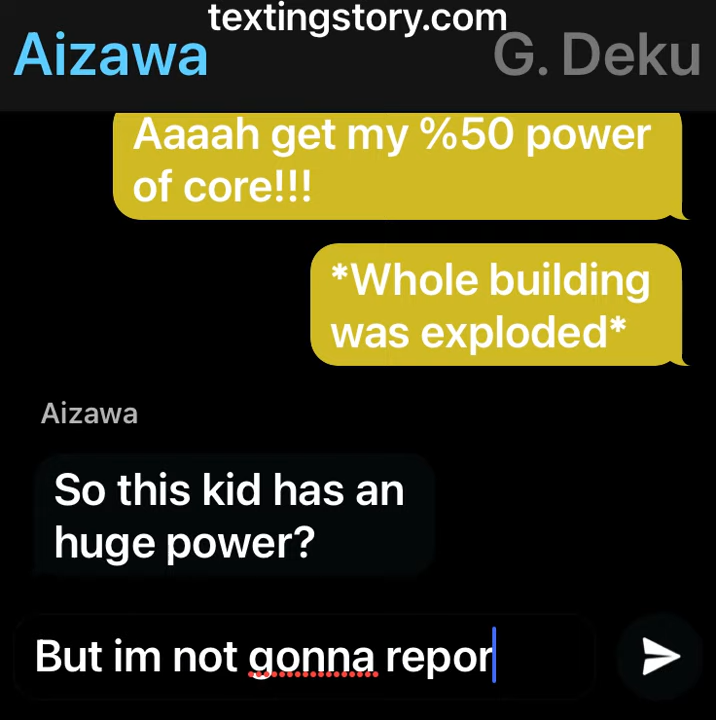 textingstory.com
Aizawa
G. Deku
Aaaah get my %50 power
of core!!!
*Whole building
was exploded*
Aizawa
So this kid has an
huge power?
But im not gonna repor